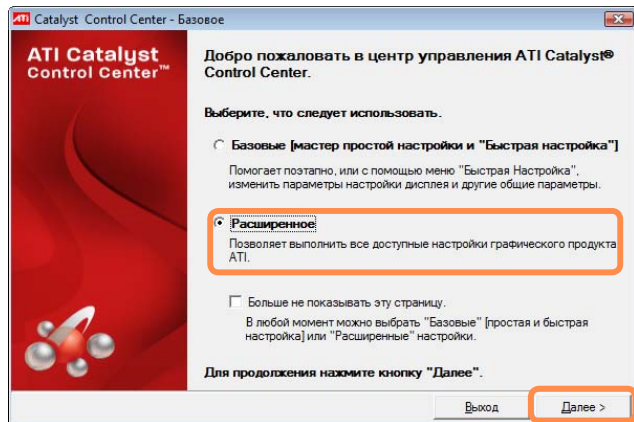 ATI Catalyst Control Center - Базовое
ATI Catalyst
Control Center™
Добро пожаловать в центр управления ATI Catalyst®
Control Center.
Выберите, что следует использовать.
Базовые [мастер простой настройки и "Быстрая настройка"]
Помогает поэтапно, или с помощью меню "Быстрая Настройка",
изменить параметры настройки дисплея и другие общие параметры.
Расширенное
Позволяет выполнить все доступные настройки графического продукта
ATI.
Больше не показывать эту страницу.
В любой момент можно выбрать "Базовые" [простая и быстрая
настройка] или "Расширенные" настройки.
Для продолжения нажмите кнопку "Далее".
Выход
Далее >